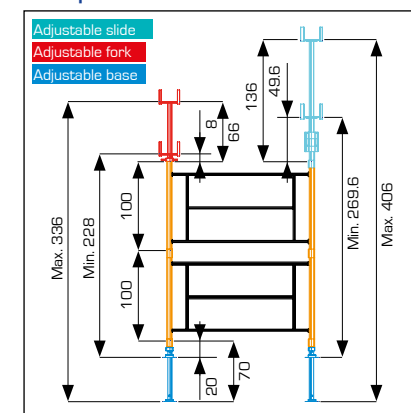 Adjustable slide
Adjustable fork
Adjustable base
136
49.6
8
66
100
100
20
70
Max. 336
Min. 228
Min. 269.6
Max. 406